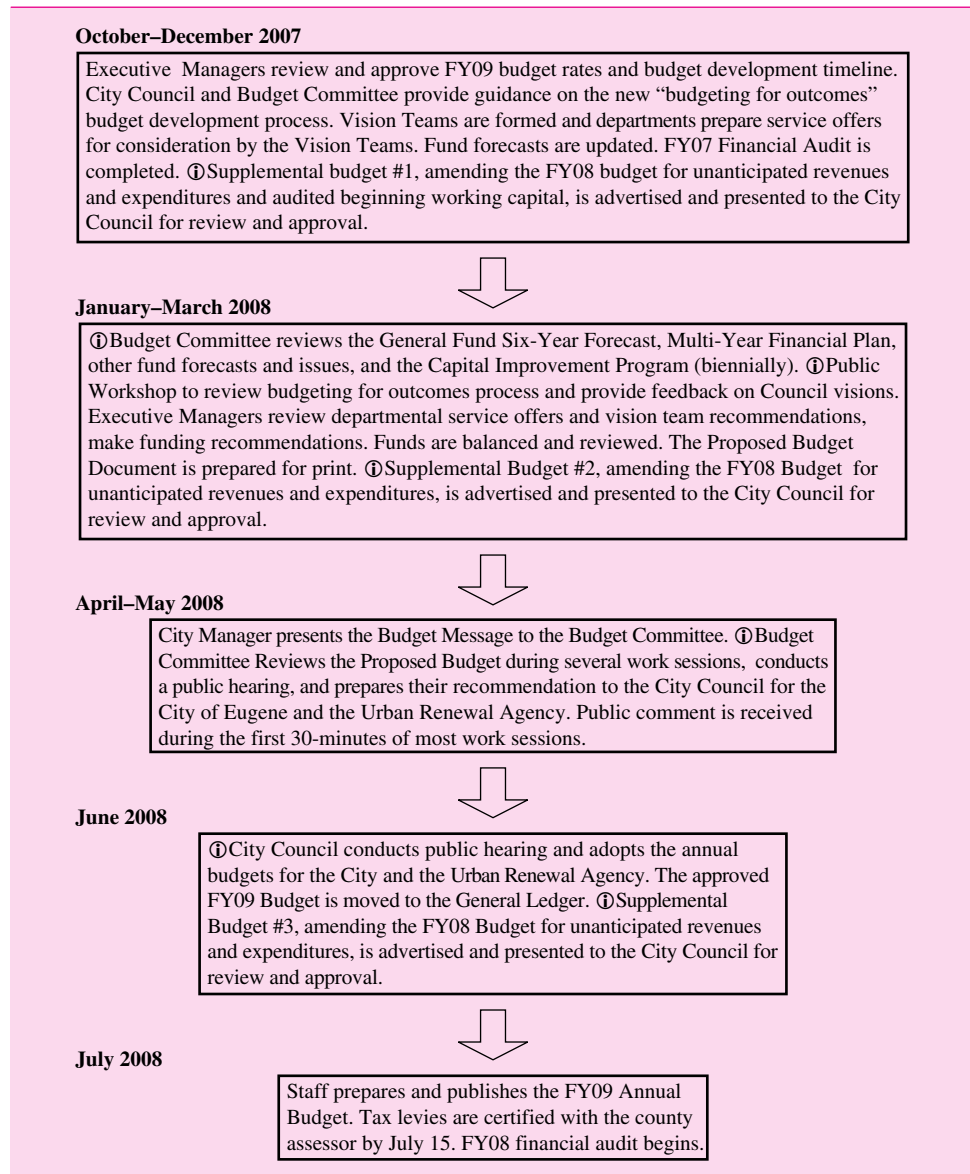 October–December 2007
Executive Managers review and approve FY09 budget rates and budget development timeline.
City Council and Budget Committee provide guidance on the new “budgeting for outcomes”
budget development process. Vision Teams are formed and departments prepare service offers
for consideration by the Vision Teams. Fund forecasts are updated. FY07 Financial Audit is
completed. ⓘSupplemental budget #1, amending the FY08 budget for unanticipated revenues
and expenditures and audited beginning working capital, is advertised and presented to the City
Council for review and approval.
January–March 2008
ⓘBudget Committee reviews the General Fund Six-Year Forecast, Multi-Year Financial Plan,
other fund forecasts and issues, and the Capital Improvement Program (biennially). ⓘPublic
Workshop to review budgeting for outcomes process and provide feedback on Council visions.
Executive Managers review departmental service offers and vision team recommendations,
make funding recommendations. Funds are balanced and reviewed. The Proposed Budget
Document is prepared for print. ⓘSupplemental Budget #2, amending the FY08 Budget for
unanticipated revenues and expenditures, is advertised and presented to the City Council for
review and approval.
April–May 2008
City Manager presents the Budget Message to the Budget Committee. ⓘBudget
Committee Reviews the Proposed Budget during several work sessions, conducts
a public hearing, and prepares their recommendation to the City Council for the
City of Eugene and the Urban Renewal Agency. Public comment is received
during the first 30-minutes of most work sessions.
June 2008
ⓘCity Council conducts public hearing and adopts the annual
budgets for the City and the Urban Renewal Agency. The approved
FY09 Budget is moved to the General Ledger. ⓘSupplemental
Budget #3, amending the FY08 Budget for unanticipated revenues
and expenditures, is advertised and presented to the City Council for
review and approval.
July 2008
Staff prepares and publishes the FY09 Annual
Budget. Tax levies are certified with the county
assessor by July 15. FY08 financial audit begins.